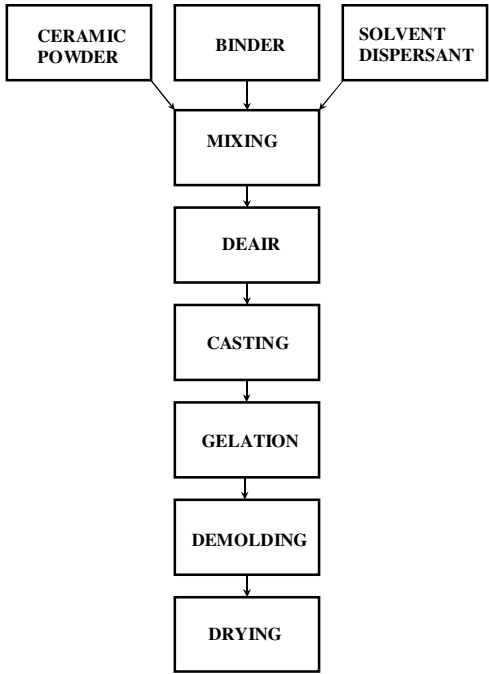 CERAMIC
POWDER
BINDER
SOLVENT
DISPERSANT
MIXING
DEAIR
CASTING
GELATION
DEMOLDING
DRYING